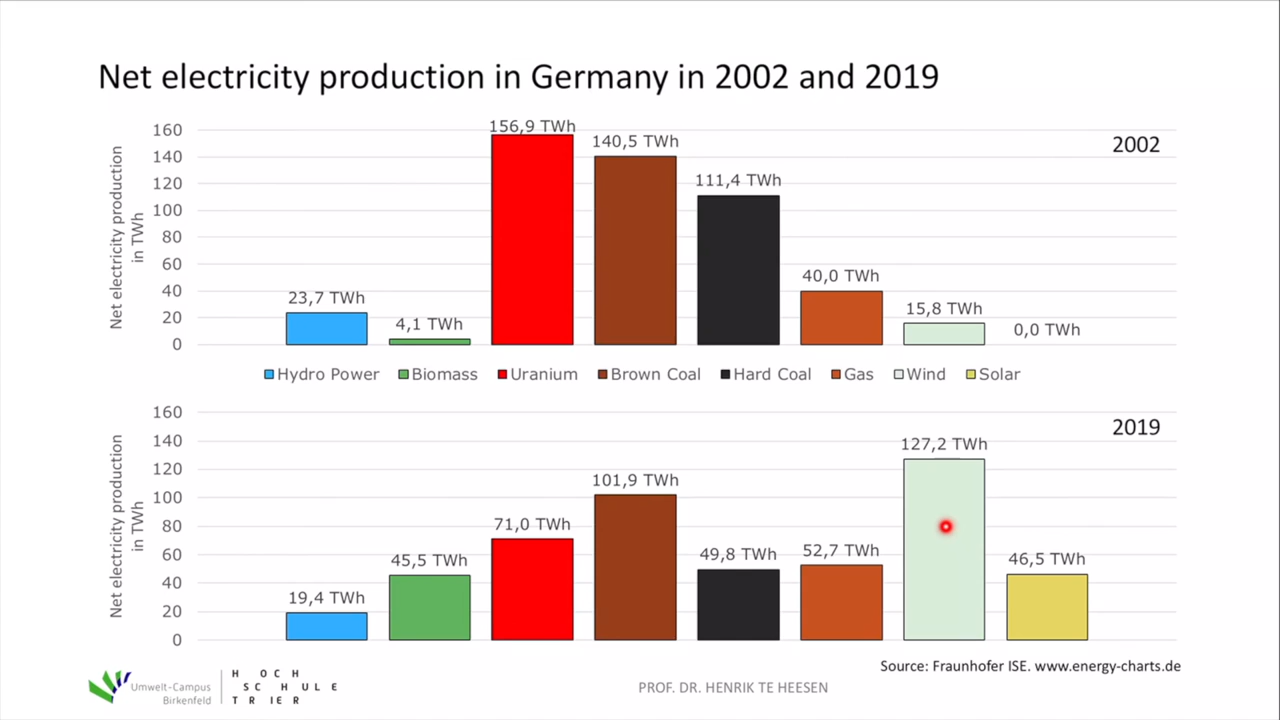 Net electricity production in Germany in 2002 and 2019
Net electricity production
in TWh
160
140
120
100
80
60
40
20
0
2002
23,7 TWh
4,1 TWh
156,9 TWh
140,5 TWh
111,4 TWh
40,0 TWh
15,8 TWh
0,0 TWh
Hydro Power Biomass Uranium Brown Coal Hard Coal Gas Wind Solar
Net electricity production
in TWh
160
140
120
100
80
60
40
20
0
2019
19,4 TWh
45,5 TWh
71,0 TWh
101,9 TWh
49,8 TWh
52,7 TWh
127,2 TWh
46,5 TWh
Source: Fraunhofer ISE. www.energy-charts.de
Umwelt-Campus
Birkenfeld
H OCH
SCHULE
TRIER
PROF. DR. HENRIK TE HEESEN